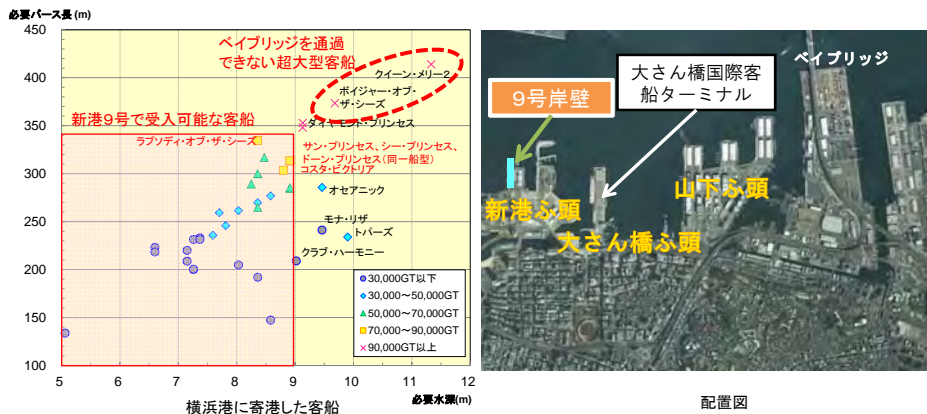 必要バース長(m)
450
400
350
300
250
200
150
100
5
6
7
8
9
10
11
12
必要水深(m)
ベイブリッジを通過
できない超大型客船
クイーン・メリー2
ボイジャー・オブ・
ザ・シーズ
ダイヤモンド・プリンセス
新港9号で受入可能な客船
ラプソディ・オブ・ザ・シーズ
サン・プリンセス、シー・プリンセス、
ドーン・プリンセス(同一船型)
コスタ・ビクトリア
オセアニック
モナ・リザ
トパーズ
クラブ・ハーモニー
30,000GT以下
30,000～50,000GT
50,000～70,000GT
70,000～90,000GT
90,000GT以上
横浜港に寄港した客船
9号岸壁
大さん橋国際客
船ターミナル
ベイブリッジ
新港ふ頭
大さん橋ふ頭
山下ふ頭
配置図